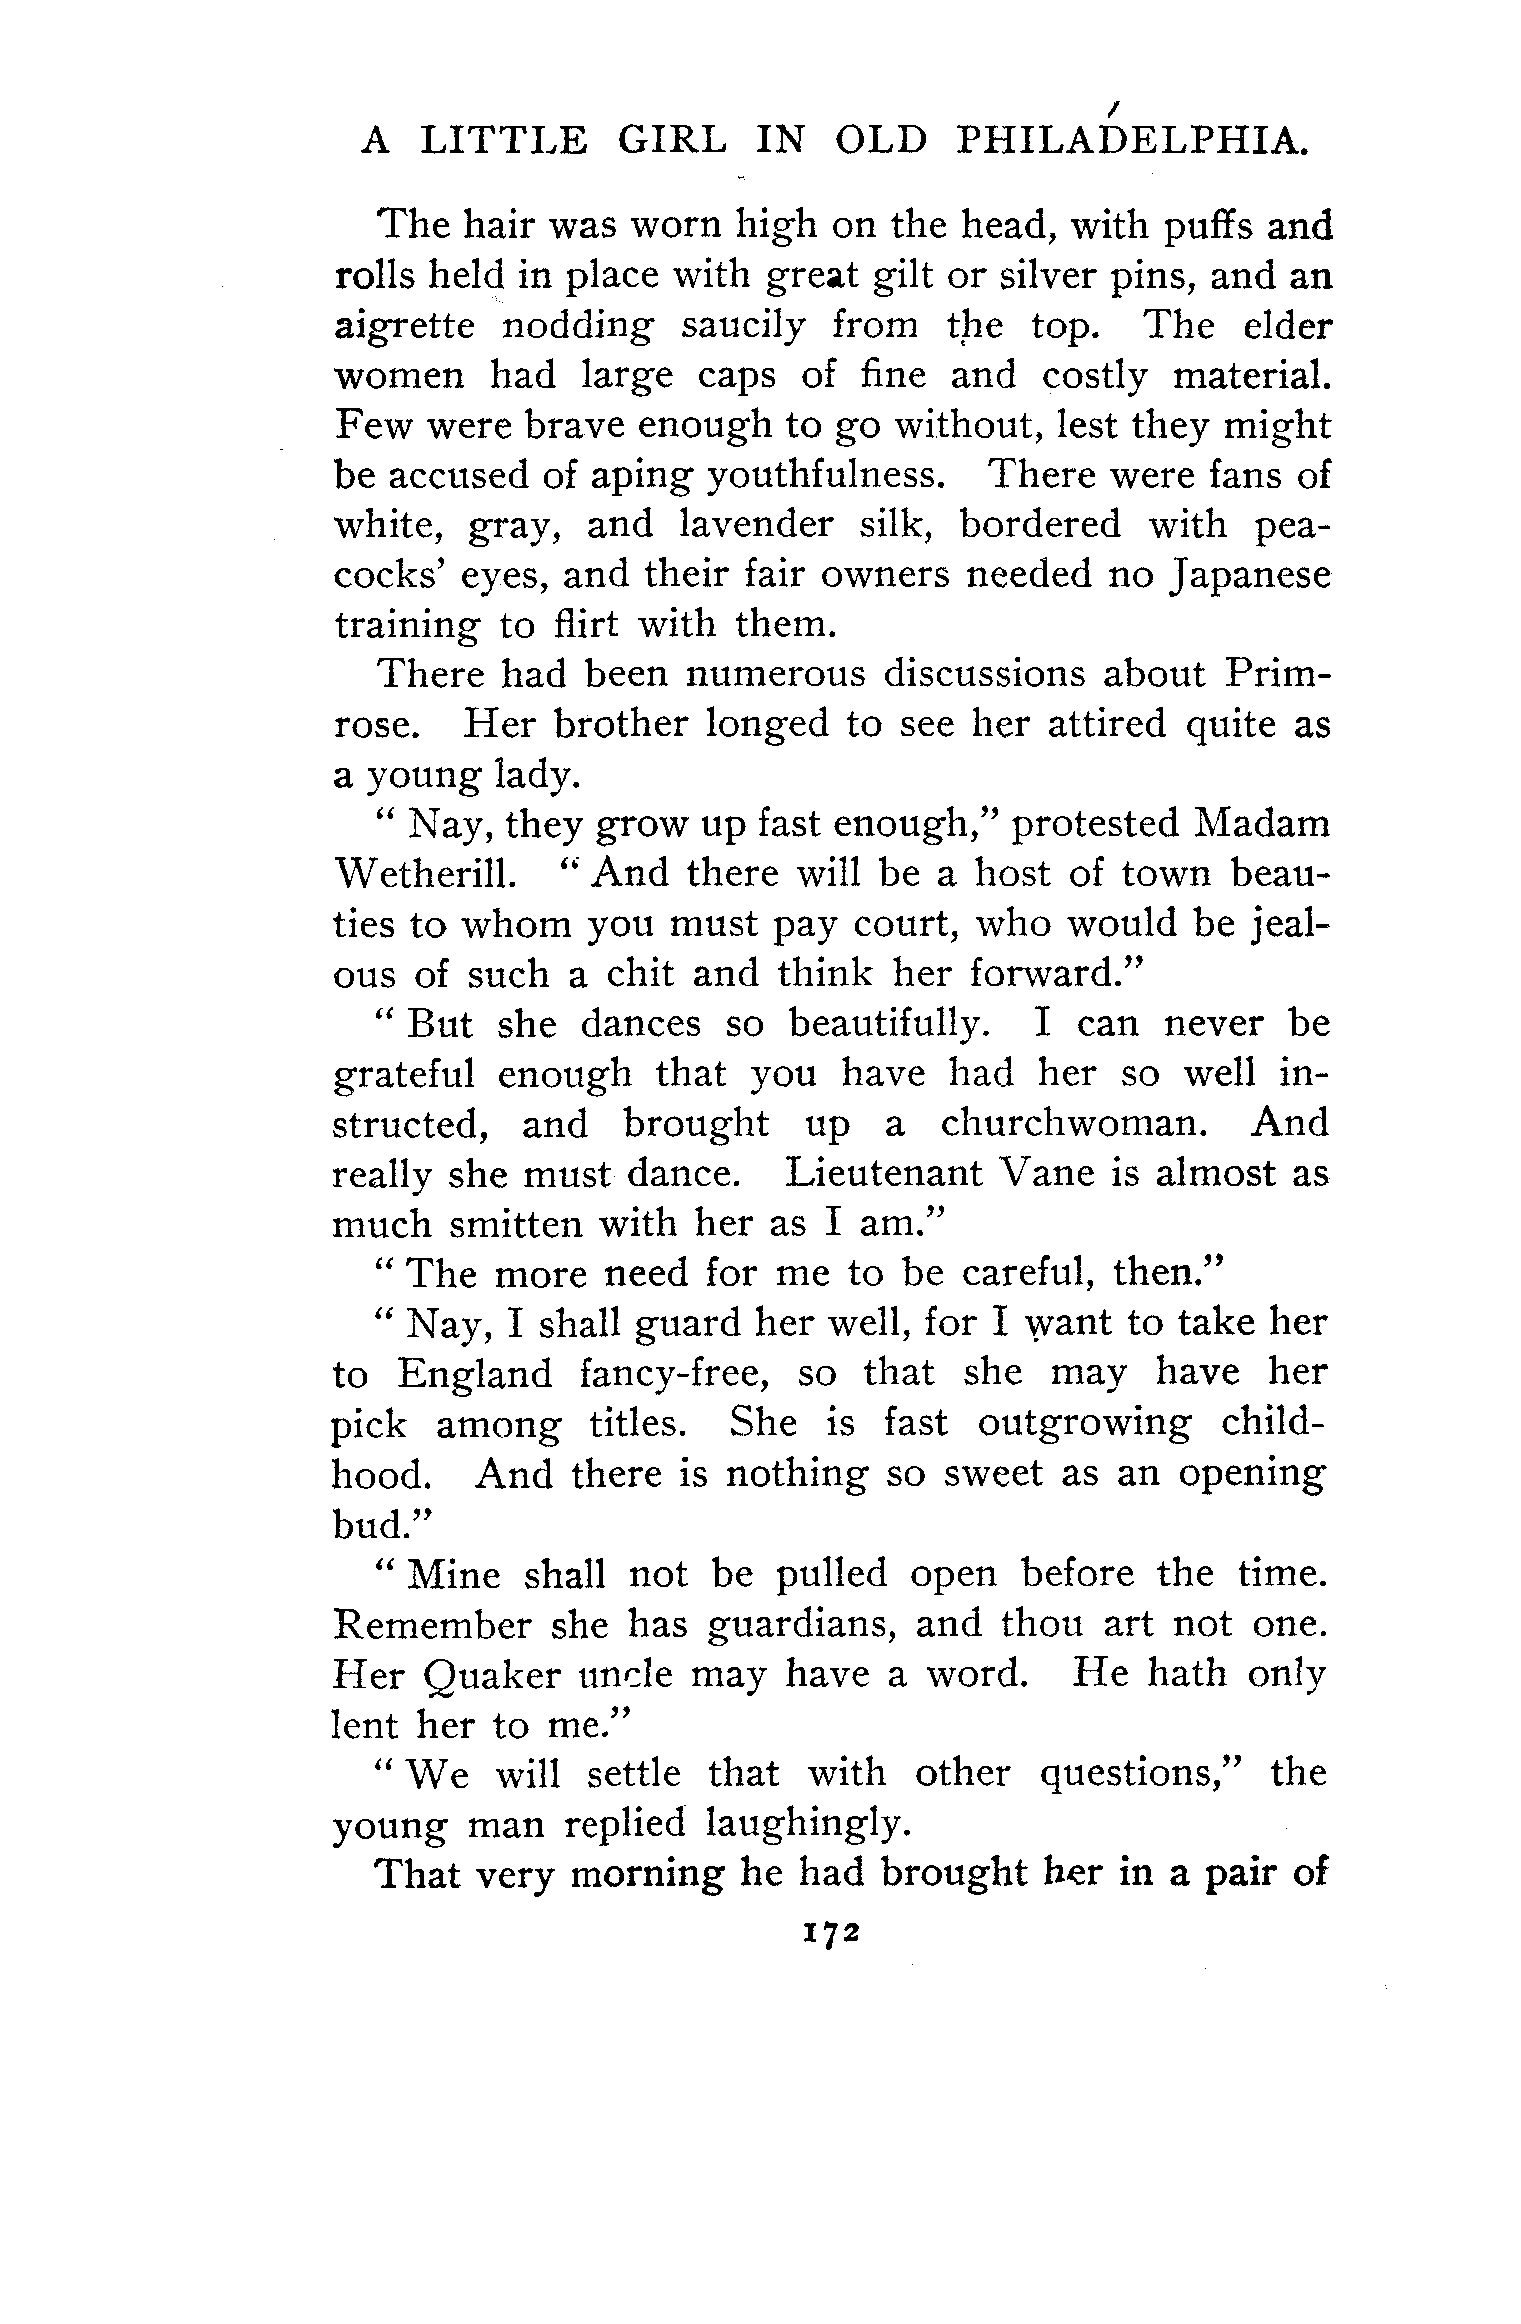 A LITTLE GIRL IN OLD PHILADELPHIA.
The hair was worn high on the head, with puffs and
rolls held in place with great gilt or silver pins, and an
aigrette nodding saucily from the top. The elder
women had large caps of fine and costly material.
Few were brave enough to go without, lest they might
be accused of aping youthfulness. There were fans of
white, gray, and lavender silk, bordered with pea-
cocks’ eyes, and their fair owners needed no Japanese
training to flirt with them.
There had been numerous discussions about Prim-
rose. Her brother longed to see her attired quite as
a young lady.
“ Nay, they grow up fast enough,” protested Madam
Wetherill. “ And there will be a host of town beau-
ties to whom you must pay court, who would be jeal-
ous of such a chit and think her forward.”
“ But she dances so beautifully. I can never be
grateful enough that you have had her so well in-
structed, and brought up a churchwoman. And
really she must dance. Lieutenant Vane is almost as
much smitten with her as I am.”
“ The more need for me to be careful, then.”
“ Nay, I shall guard her well, for I want to take her
to England fancy-free, so that she may have her
pick among titles. She is fast outgrowing child-
hood. And there is nothing so sweet as an opening
bud.”
“ Mine shall not be pulled open before the time.
Remember she has guardians, and thou art not one.
Her Quaker uncle may have a word. He hath only
lent her to me.”
“ We will settle that with other questions,” the
young man replied laughingly.
That very morning he had brought her in a pair of
172